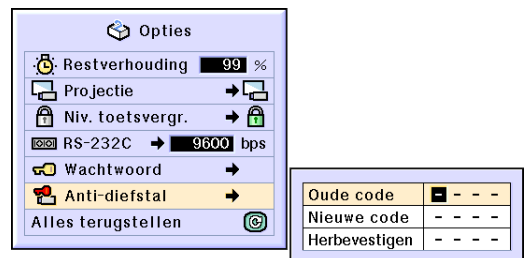 Opties
Restverhouding 99 %
Projectie
Niv. toetsvergr.
RS-232C 9600 bps
Wachtwoord
Anti-diefstal
Alles terugstellen
Oude code - - - -
Nieuwe code - - - -
Herbevestigen - - - -